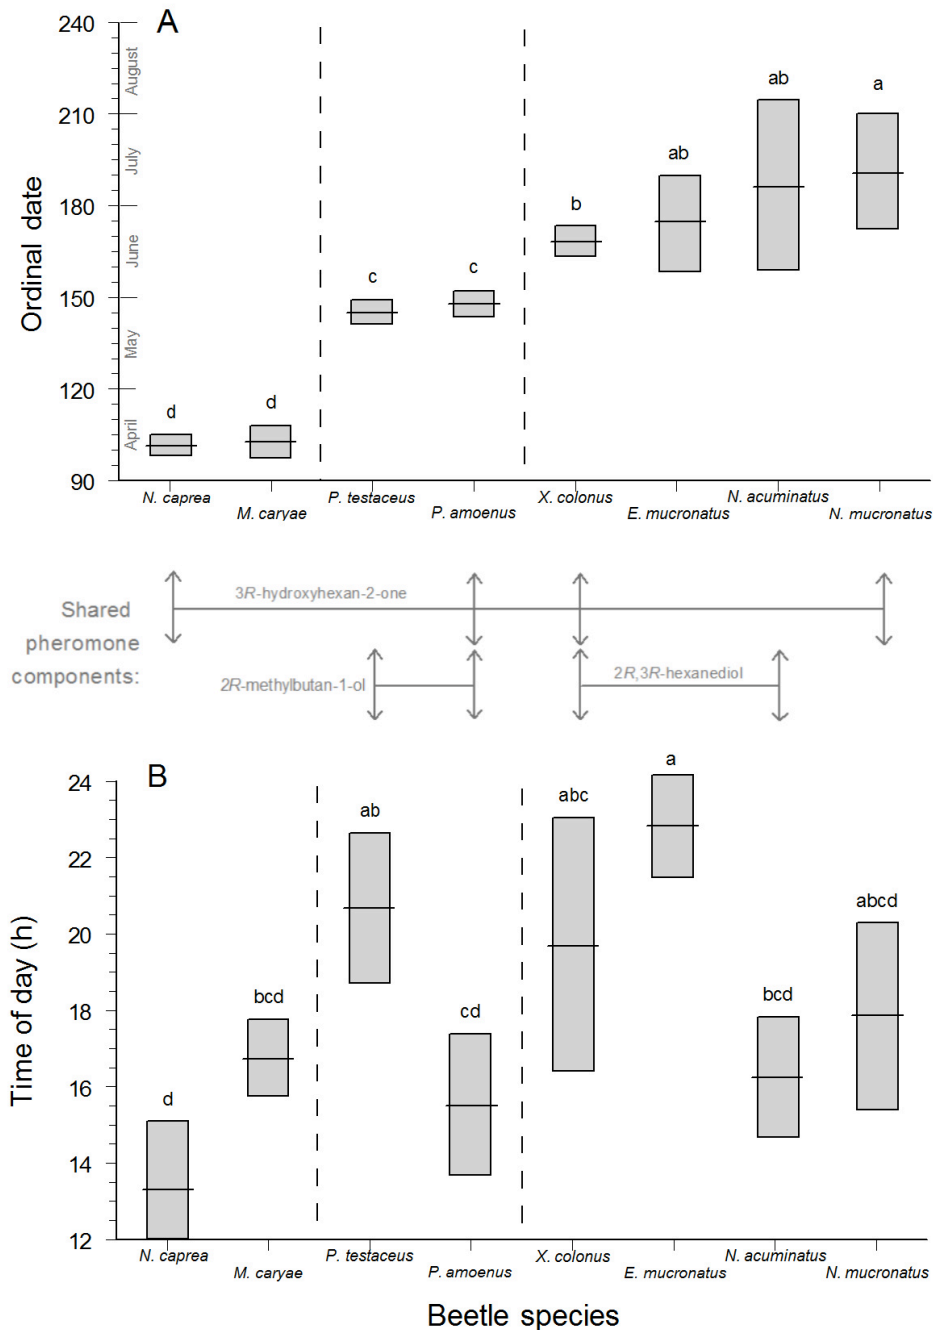 A
240
210
180
150
120
90
Ordinal date
August
July
June
May
April
d
d
c
c
b
ab
ab
a
N. caprea
M. caryae
P. testaceus
P. amoenus
X. colonus
E. mucronatus
N. acuminatus
N. mucronatus
Shared
pheromone
components:
3R-hydroxyhexan-2-one
2R-methylbutan-1-ol
2R,3R-hexanediol
B
24
22
20
18
16
14
12
Time of day (h)
d
bcd
ab
cd
abc
a
bcd
abcd
N. caprea
M. caryae
P. testaceus
P. amoenus
X. colonus
E. mucronatus
N. acuminatus
N. mucronatus
Beetle species